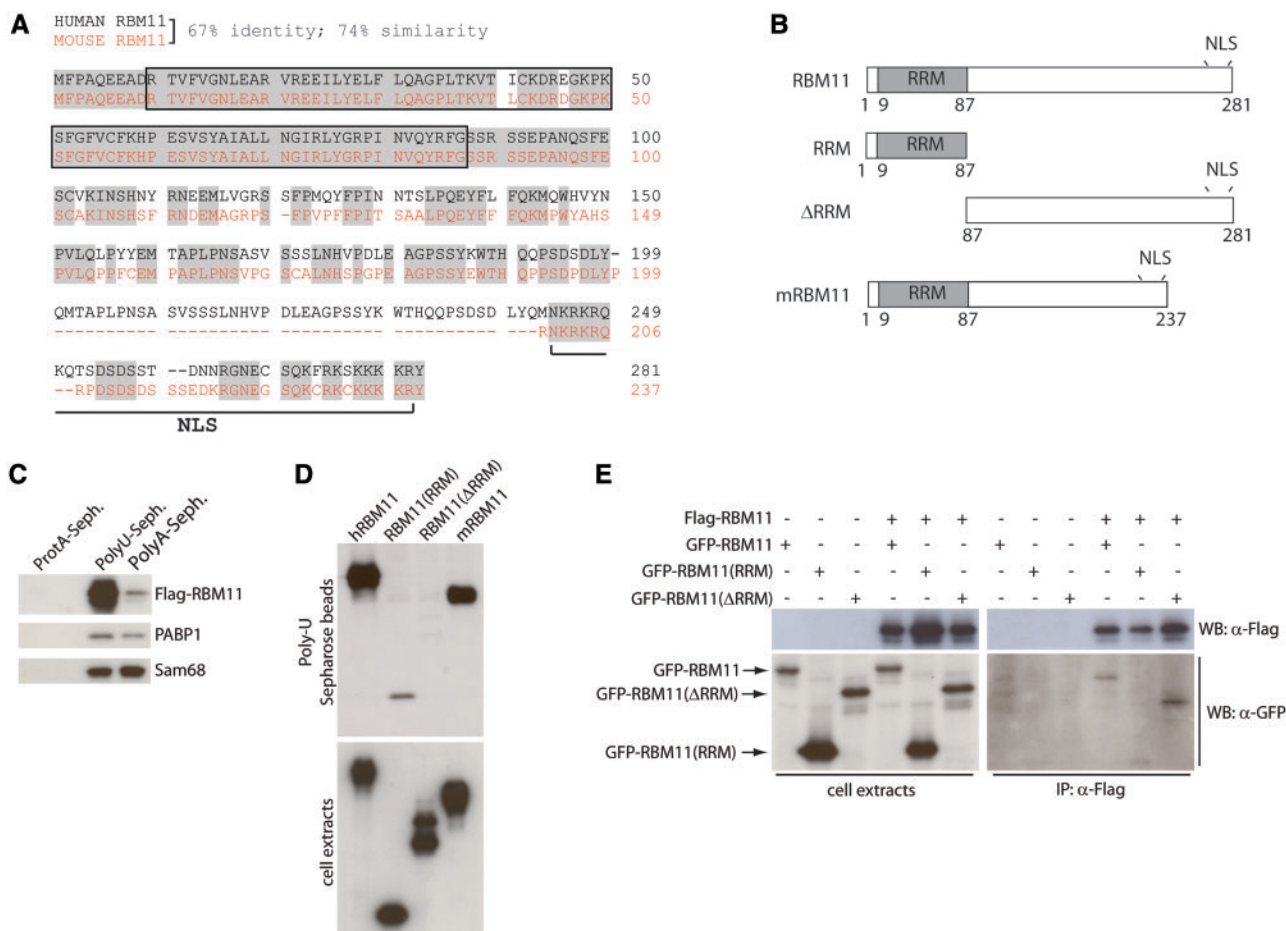 A
HUMAN RBM11
MOUSE RBM11
67% identity; 74% similarity
MFPAQEEADR TVFVGNLEAR VREEILYELF LQAGPLTKVT ICKDREGKPK 50
MFPAQEEADR TVFVGNLEAR VREEILYELF LQAGPLTKVT LCKDRDGKPK 50
SFGFVCFKHP ESVSYAIALL NGIRLYGRPI NVQYRFGSSR SSEPANQSFE 100
SFGFVCFKHP ESVSYAIALL NGIRLYGRPI NVQYRFGSSR SSEPANQSFE 100
SCVKINSHNY RNEEMLVGRS SFPMQYFPIN NTSLPQEYFL FQKMQWHVYN 150
SCAKINSHSF RNDEMAGRPS -FPVPFFPIT SAALPQEYFF FQKMPWYAHS 149
PVLQLPYYEM TAPLPNSASV SSSLNHVPDL EAGPSSYKWT HQQPSDSDLY- 199
PVLQPPFCEM PAPLPNSVPG SCALNHSPGP EAGPSSYEWT HQPPSDPDLYP 199
QMTAPLPNSA SVSSSLNHVP DLEAGPSSYK WTHQQPSDSD LYQMNKRKRQ 249
---------- ---------- ---------- ---------- ---RNKRKRQ 206
KQTSDSDSST --DNNRGNEC SQKFRKSKKK KRY 281
--RPDSDSDS SSEDKRGNEG SQKCRKCKKK KRY 237
NLS
B
NLS
RBM11 RRM
1 9 87 281
RRM RRM
1 9 87
NLS
ΔRRM
87 281
NLS
mRBM11 RRM
1 9 87 237
C
ProtA-Seph.
PolyU-Seph.
PolyA-Seph.
Flag-RBM11
PABP1
Sam68
D
hRBM11
RBM11(RRM)
RBM11(ΔRRM)
mRBM11
Poly-U
Sepharose beads
cell extracts
E
Flag-RBM11 - - - + + + - - - + + +
GFP-RBM11 + - - + - - + - - + - -
GFP-RBM11(RRM) - + - - + - - + - - + -
GFP-RBM11(ΔRRM) - - + - - + - - + - - +
WB: α-Flag
GFP-RBM11
GFP-RBM11(ΔRRM)
GFP-RBM11(RRM)
WB: α-GFP
cell extracts
IP: α-Flag